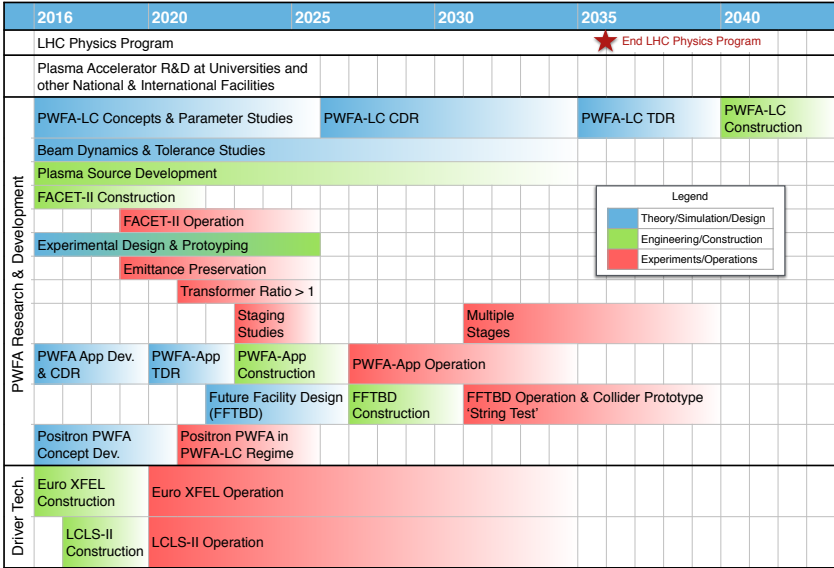 2016 2020 2025 2030 2035 2040
LHC Physics Program
End LHC Physics Program
Plasma Accelerator R&D at Universities and
other National & International Facilities
PWFA Research & Development
PWFA-LC Concepts & Parameter Studies
PWFA-LC CDR
PWFA-LC TDR
PWFA-LC
Construction
Beam Dynamics & Tolerance Studies
Plasma Source Development
FACET-II Construction
FACET-II Operation
Experimental Design & Protoyping
Emittance Preservation
Transformer Ratio > 1
Staging
Studies
Multiple
Stages
PWFA App Dev.
& CDR
PWFA-App
TDR
PWFA-App
Construction
PWFA-App Operation
Future Facility Design
(FFTBD)
FFTBD
Construction
FFTBD Operation & Collider Prototype
‘String Test’
Positron PWFA
Concept Dev.
Positron PWFA in
PWFA-LC Regime
Legend
Theory/Simulation/Design
Engineering/Construction
Experiments/Operations
Driver Tech.
Euro XFEL
Construction
Euro XFEL Operation
LCLS-II
Construction
LCLS-II Operation